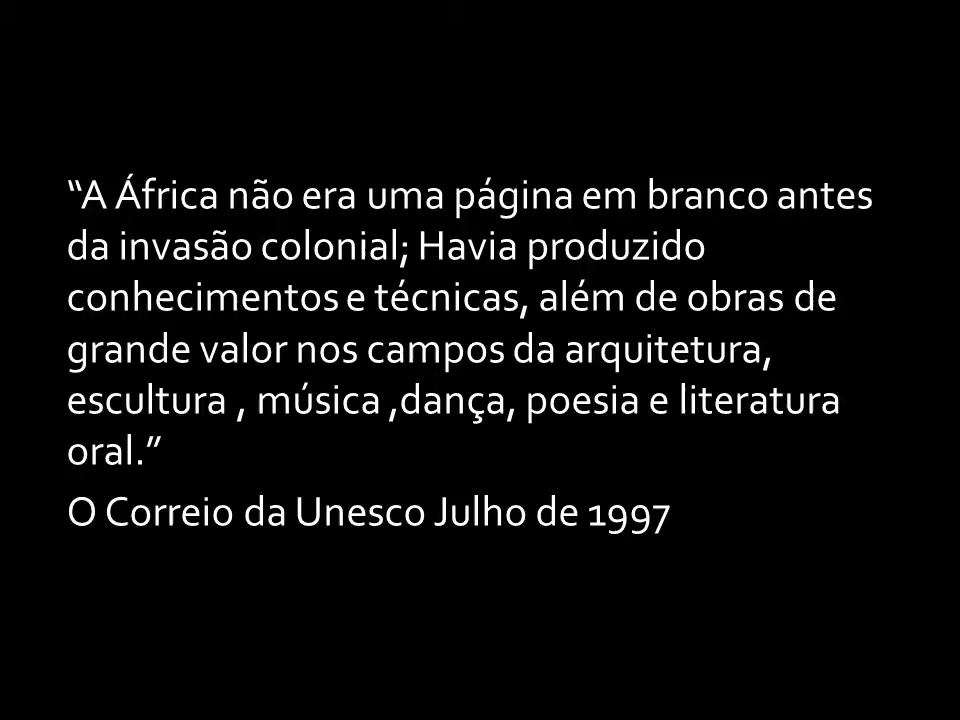 “A África não era uma página em branco antes
da invasão colonial; Havia produzido
conhecimentos e técnicas, além de obras de
grande valor nos campos da arquitetura,
escultura , música ,dança, poesia e literatura
oral.”
O Correio da Unesco Julho de 1997